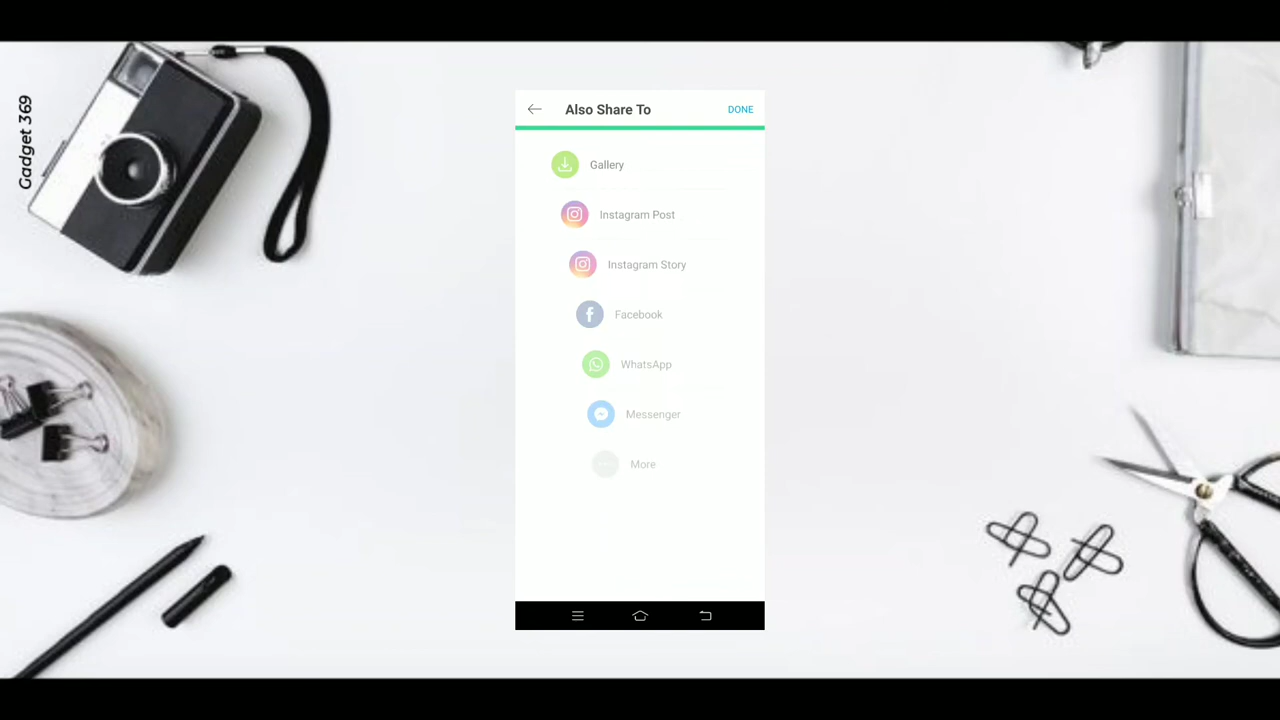 Gadget 369
Also Share To
DONE
Gallery
Instagram Post
Instagram Story
Facebook
WhatsApp
Messenger
More